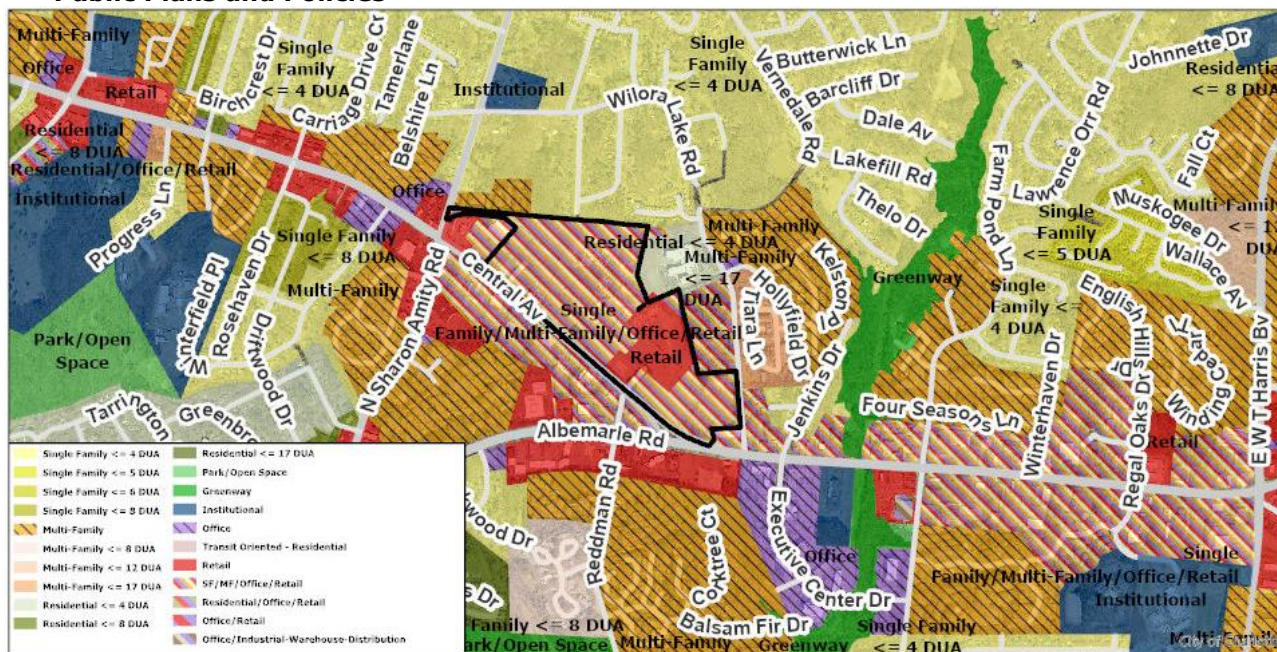 Public Plans and Policies
Multi-Family
Office
Retail
Birchcrest Dr
Single
Family
<= 4 DUA
Carriage Drive Cr
Tamerlane
Belshire Ln
Institutional
Wilora Lake Rd
Single
Family
<= 4 DUA
Vernedale Rd
Butterwick Ln
Barcliff Dr
Dale Av
Lakefill Rd
Thelo Dr
Johnnette Dr
Residential
<= 8 DUA
Lawrence Orr Rd
Farm Pond Ln
Fall Ct
Muskogee Dr
Wallace Av
Multi-Family
DUA
Single
Family
<= 5 DUA
Residential
<= 8 DUA
Residential/Office/Retail
Institutional
Progress Ln
Winterfield Pl
Rosehaven Dr
Driftwood Dr
Single Family
<= 8 DUA
Multi-Family
Office
N Sharon Amity Rd
Central Av
Residential <= 4 DUA
Multi-Family
Multi-Family
<= 17
DUA
Single
Family/Multi-Family/Office/Retail
Retail
Kelston Pl
Hollyfield Dr
Tiara Ln
Jenkins Dr
Greenway
Single
Family <=
4 DUA
English Hills Dr
Winding Cedar Tr
E W T Harris Bv
Park/Open
Space
Tarrington
Greenbro
Albemarle Rd
Reddman Rd
Four Seasons Ln
Winterhaven Dr
Regal Oaks Dr
Retail
Corktree Ct
Executive Center Dr
Office
Balsam Fir Dr
Single
Family/Multi-Family/Office/Retail
Institutional
Family <= 8 DUA
Multi-Family
Greenway
Single Family
<= 4 DUA
Multi-Family
Single Family <= 4 DUA
Single Family <= 5 DUA
Single Family <= 6 DUA
Single Family <= 8 DUA
Multi-Family
Multi-Family <= 8 DUA
Multi-Family <= 12 DUA
Multi-Family <= 17 DUA
Residential <= 4 DUA
Residential <= 8 DUA
Residential <= 17 DUA
Park/Open Space
Greenway
Institutional
Office
Transit Oriented - Residential
Retail
SF/MF/Office/Retail
Residential/Office/Retail
Office/Retail
Office/Industrial-Warehouse-Distribution